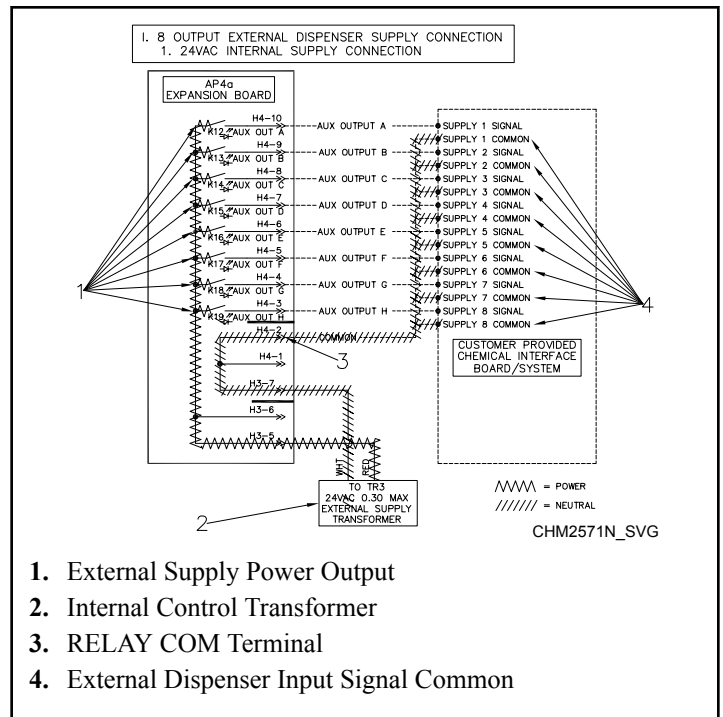 I. 8 OUTPUT EXTERNAL DISPENSER SUPPLY CONNECTION
1. 24VAC INTERNAL SUPPLY CONNECTION
AP4a
EXPANSION BOARD
H4-10
K12 AUX OUT A
AUX OUTPUT A
SUPPLY 1 SIGNAL
SUPPLY 1 COMMON
H4-9
K13 AUX OUT B
AUX OUTPUT B
SUPPLY 2 SIGNAL
SUPPLY 2 COMMON
H4-8
K14 AUX OUT C
AUX OUTPUT C
SUPPLY 3 SIGNAL
SUPPLY 3 COMMON
H4-7
K15 AUX OUT D
AUX OUTPUT D
SUPPLY 4 SIGNAL
SUPPLY 4 COMMON
H4-6
K16 AUX OUT E
AUX OUTPUT E
SUPPLY 5 SIGNAL
SUPPLY 5 COMMON
H4-5
K17 AUX OUT F
AUX OUTPUT F
SUPPLY 6 SIGNAL
SUPPLY 6 COMMON
H4-4
K18 AUX OUT G
AUX OUTPUT G
SUPPLY 7 SIGNAL
SUPPLY 7 COMMON
H4-3
K19 AUX OUT H
AUX OUTPUT H
SUPPLY 8 SIGNAL
SUPPLY 8 COMMON
1
4
H4-2
COMMON
3
H4-1
H3-7
H3-6
H3-5
CUSTOMER PROVIDED
CHEMICAL INTERFACE
BOARD/SYSTEM
WHT
RED
2
TO TR3
24VAC 0.30 MAX
EXTERNAL SUPPLY
TRANSFORMER
= POWER
= NEUTRAL
CHM2571N_SVG
1. External Supply Power Output
2. Internal Control Transformer
3. RELAY COM Terminal
4. External Dispenser Input Signal Common